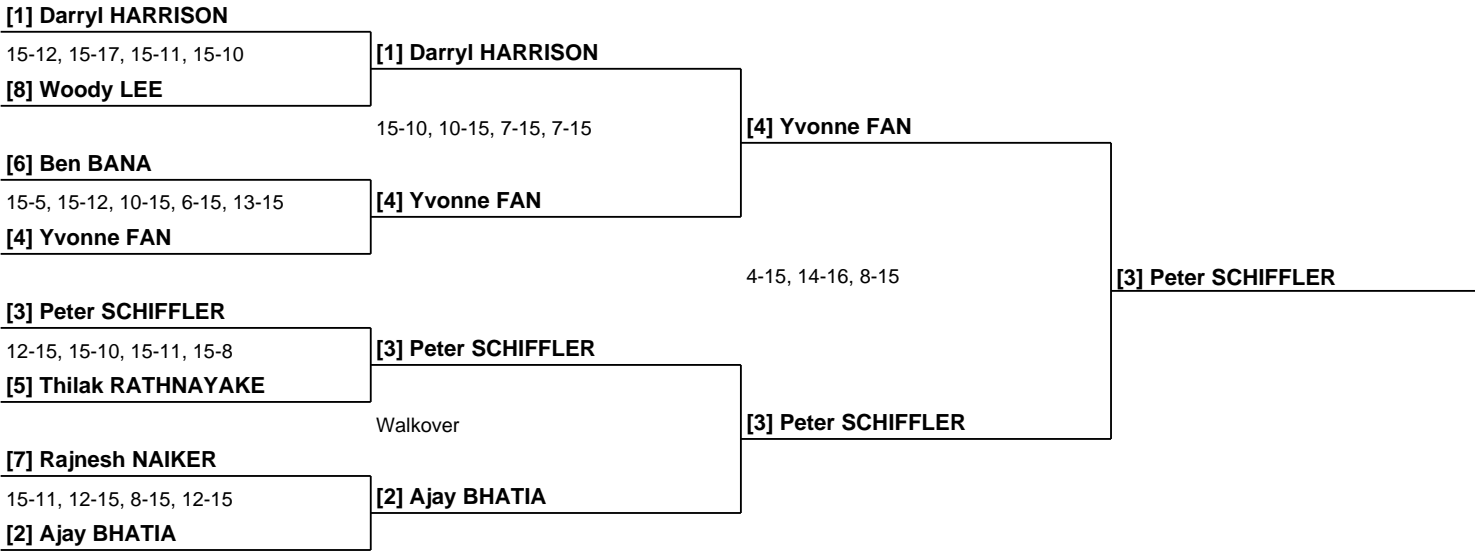 [1] Darryl HARRISON
15-12, 15-17, 15-11, 15-10
[1] Darryl HARRISON
[8] Woody LEE
15-10, 10-15, 7-15, 7-15
[4] Yvonne FAN
[6] Ben BANA
15-5, 15-12, 10-15, 6-15, 13-15
[4] Yvonne FAN
[4] Yvonne FAN
4-15, 14-16, 8-15
[3] Peter SCHIFFLER
[3] Peter SCHIFFLER
12-15, 15-10, 15-11, 15-8
[3] Peter SCHIFFLER
[5] Thilak RATHNAYAKE
Walkover
[3] Peter SCHIFFLER
[7] Rajnesh NAIKER
15-11, 12-15, 8-15, 12-15
[2] Ajay BHATIA
[2] Ajay BHATIA